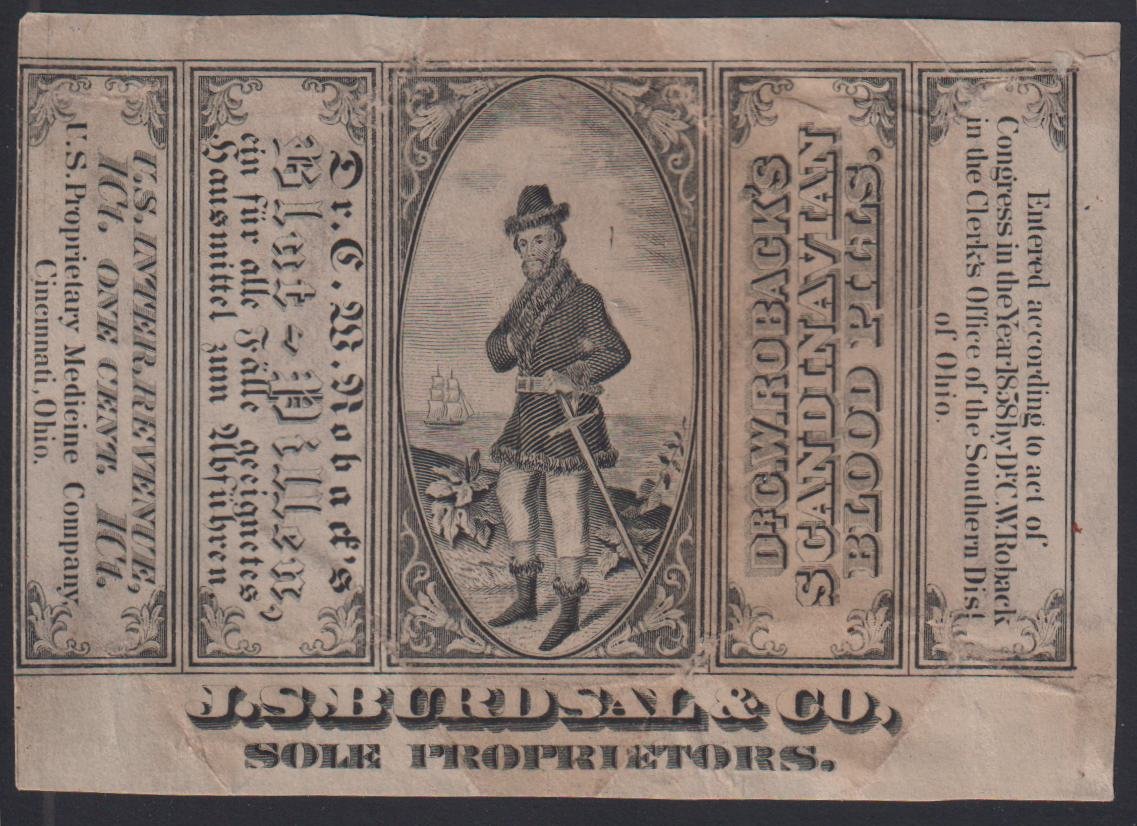 U.S. INTER. REVENUE,
1Ct. ONE CENT. 1Ct.
U.S. Proprietary Medicine Company
Cincinnati, Ohio.
Dr. C. W. Roback's
Blut-Pillen,
ein für alle Fälle geeignetes
Hausmittel zum Abführen
DR. C.W. ROBACK'S
SCANDINAVIAN
BLOOD PILLS.
Entered according to act of
Congress in the Year 1858 by Dr. C.W. Roback
in the Clerk's Office of the Southern Dist.
of Ohio.
J.S. BURDSAL & CO,
SOLE PROPRIETORS.